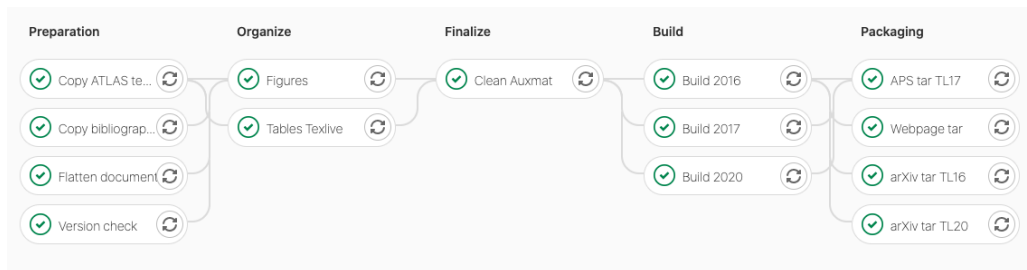 Preparation
Organize
Finalize
Build
Packaging
Copy ATLAS te...
Figures
Clean Auxmat
Build 2016
APS tar TL17
Copy bibliograp...
Tables Texlive
Build 2017
Webpage tar
Flatten document
Build 2020
arXiv tar TL16
Version check
arXiv tar TL20